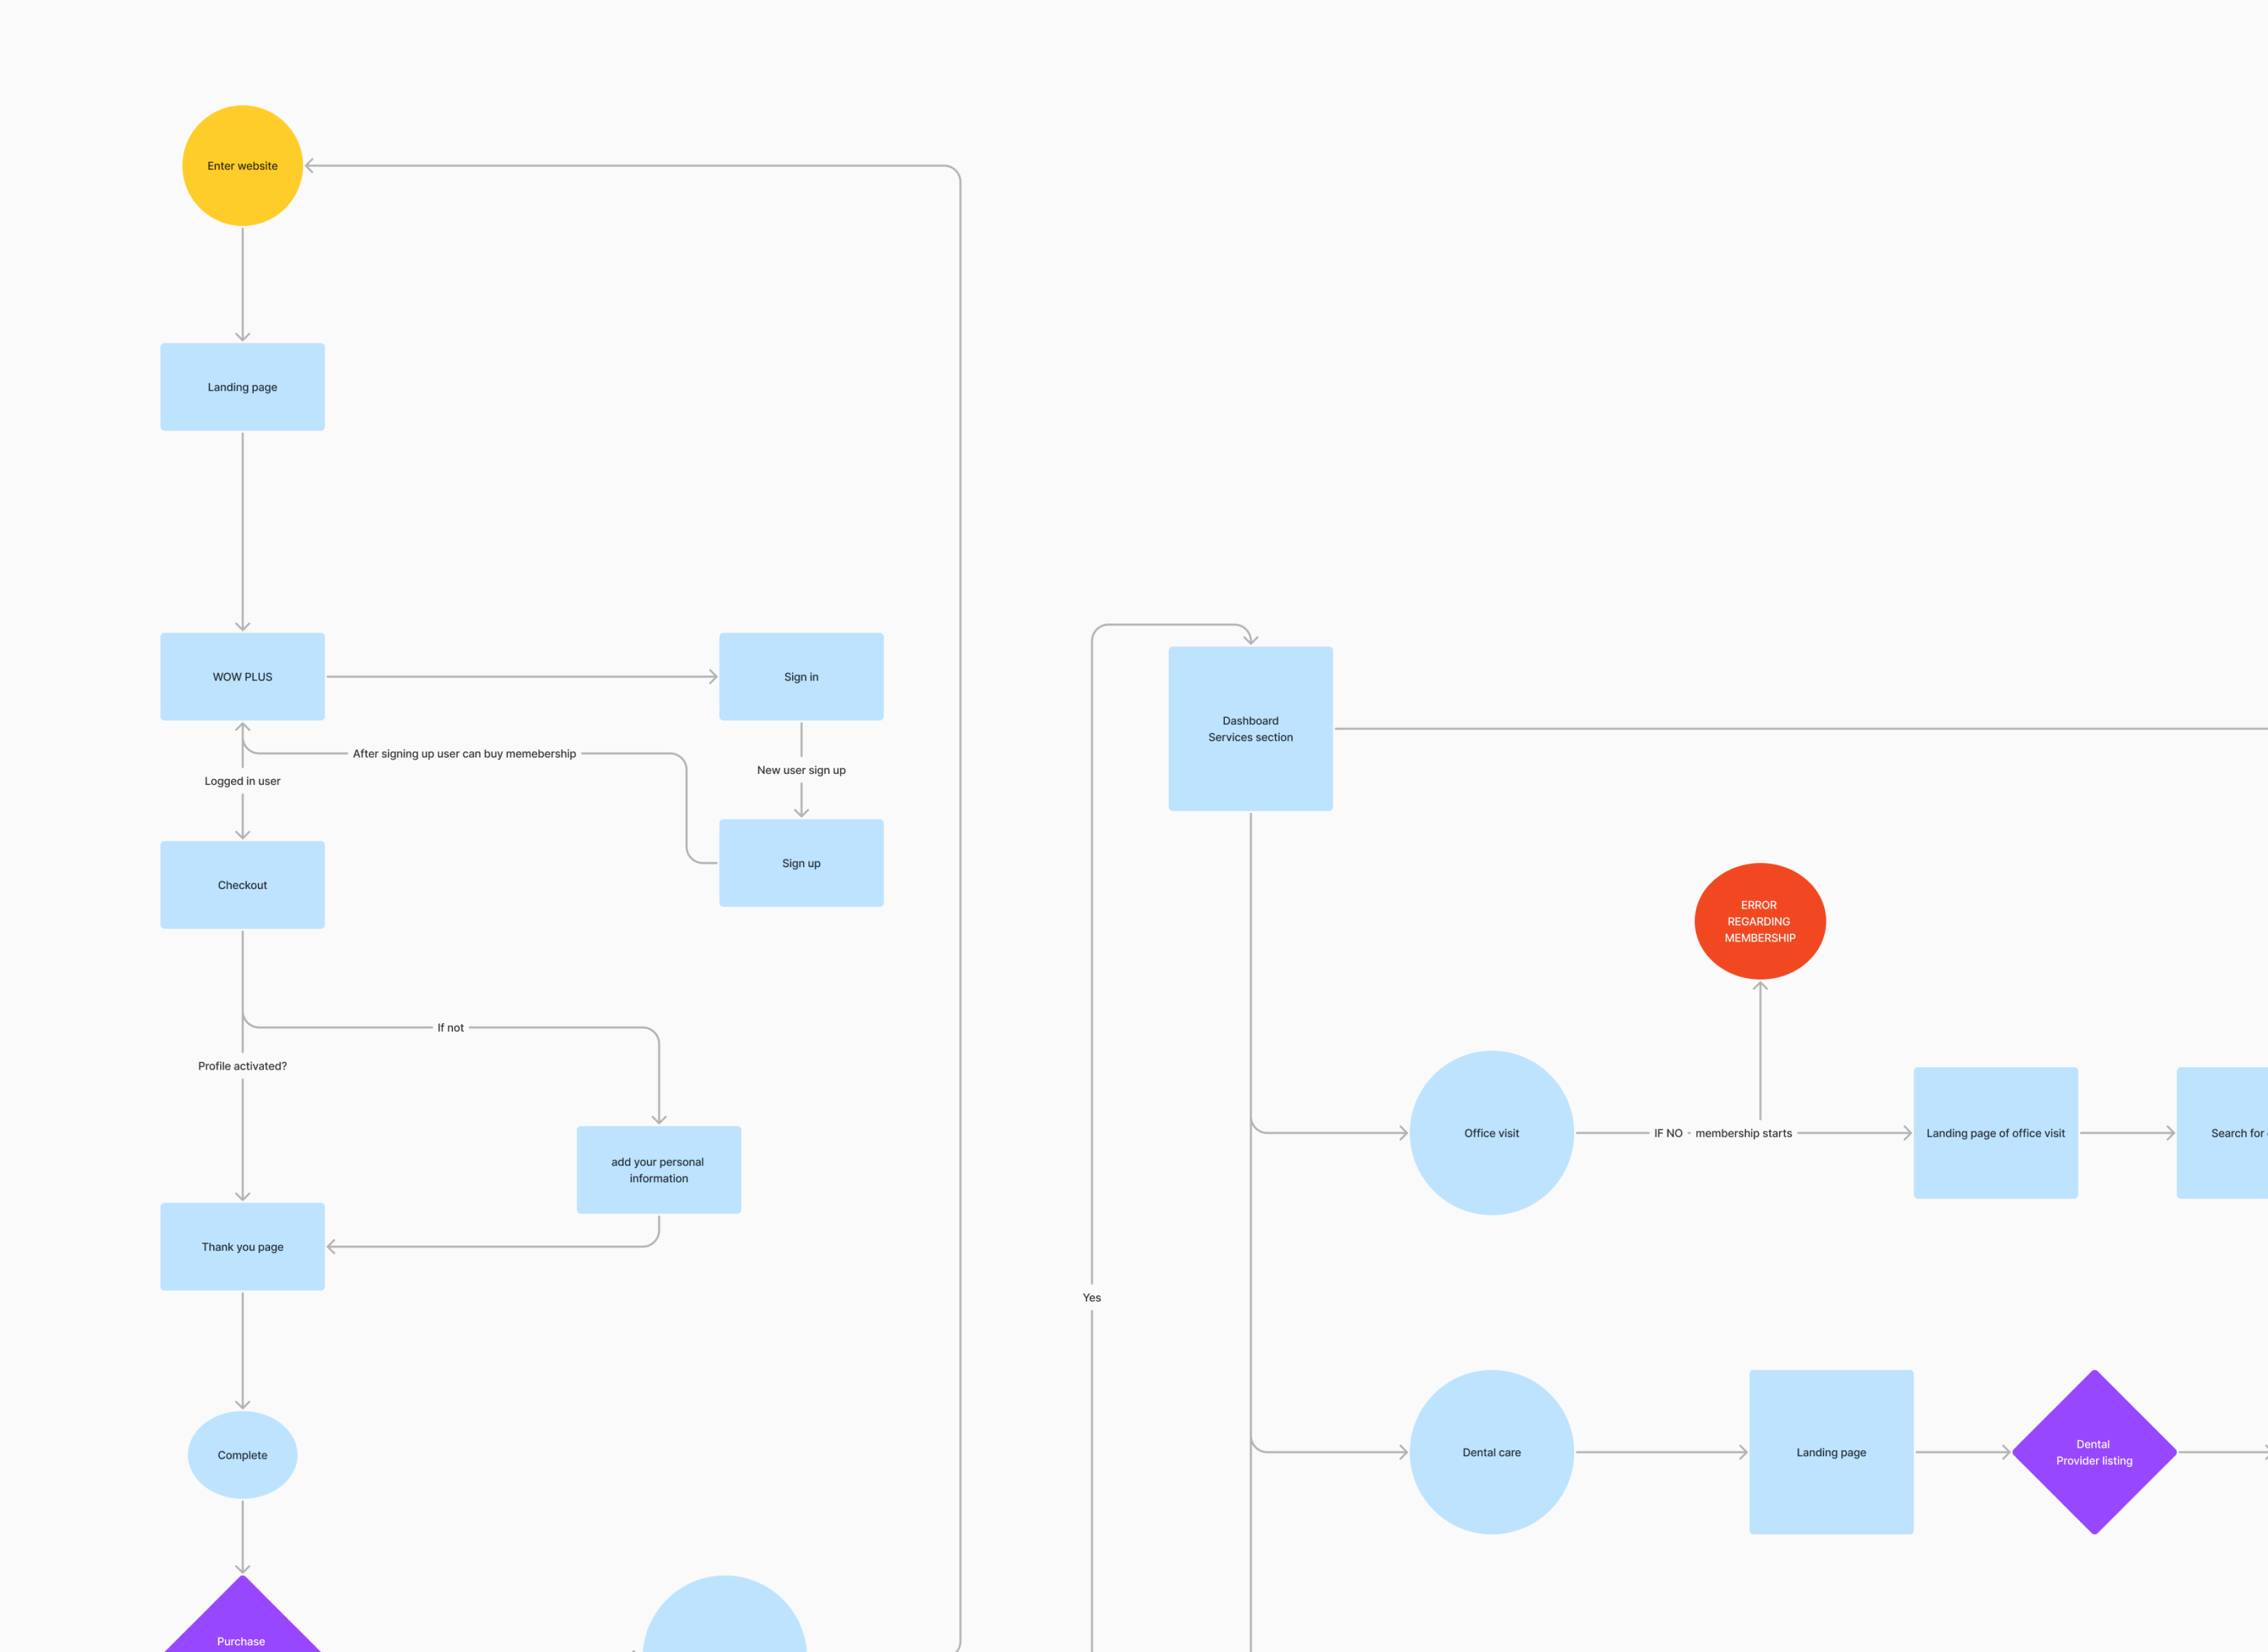 Enter website
Landing page
WOW PLUS
Sign in
After signing up user can buy memebership
New user sign up
Logged in user
Sign up
Checkout
If not
Profile activated?
add your personal
information
Thank you page
Complete
Purchase
Yes
Dashboard
Services section
ERROR
REGARDING
MEMBERSHIP
Office visit
IF NO - membership starts
Landing page of office visit
Search for
Dental care
Landing page
Dental
Provider listing